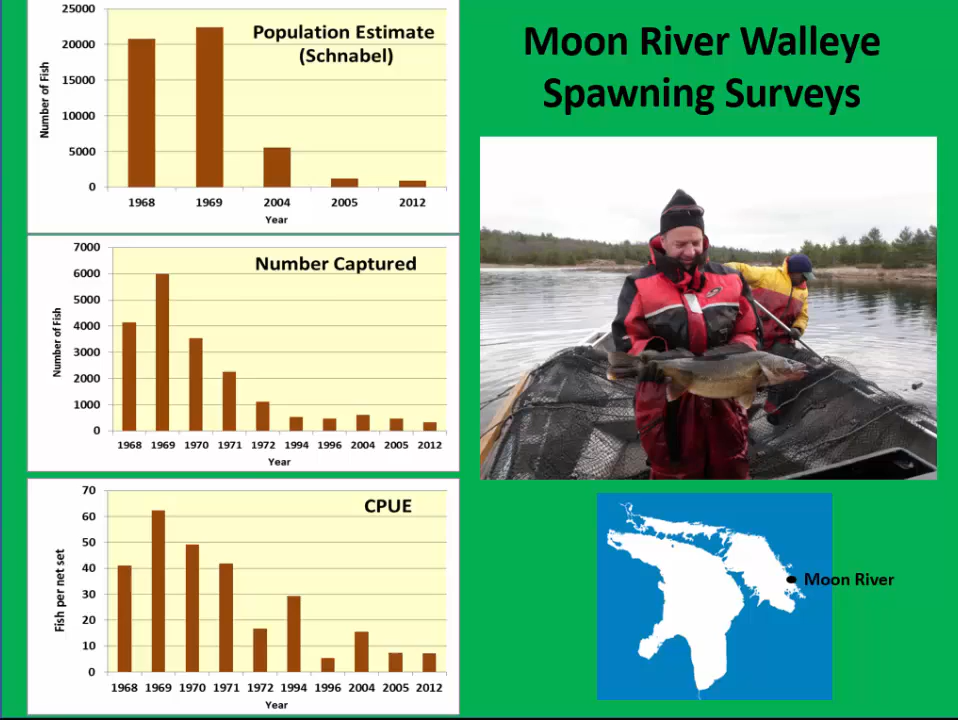 Moon River Walleye
Spawning Surveys
Population Estimate
(Schnabel)
Number of Fish
25000
20000
15000
10000
5000
0
1968 1969 2004 2005 2012
Year
Number Captured
Number of Fish
7000
6000
5000
4000
3000
2000
1000
0
1968 1969 1970 1971 1972 1994 1996 2004 2005 2012
Year
CPUE
Fish per net set
70
60
50
40
30
20
10
0
1968 1969 1970 1971 1972 1994 1996 2004 2005 2012
Year
Moon River